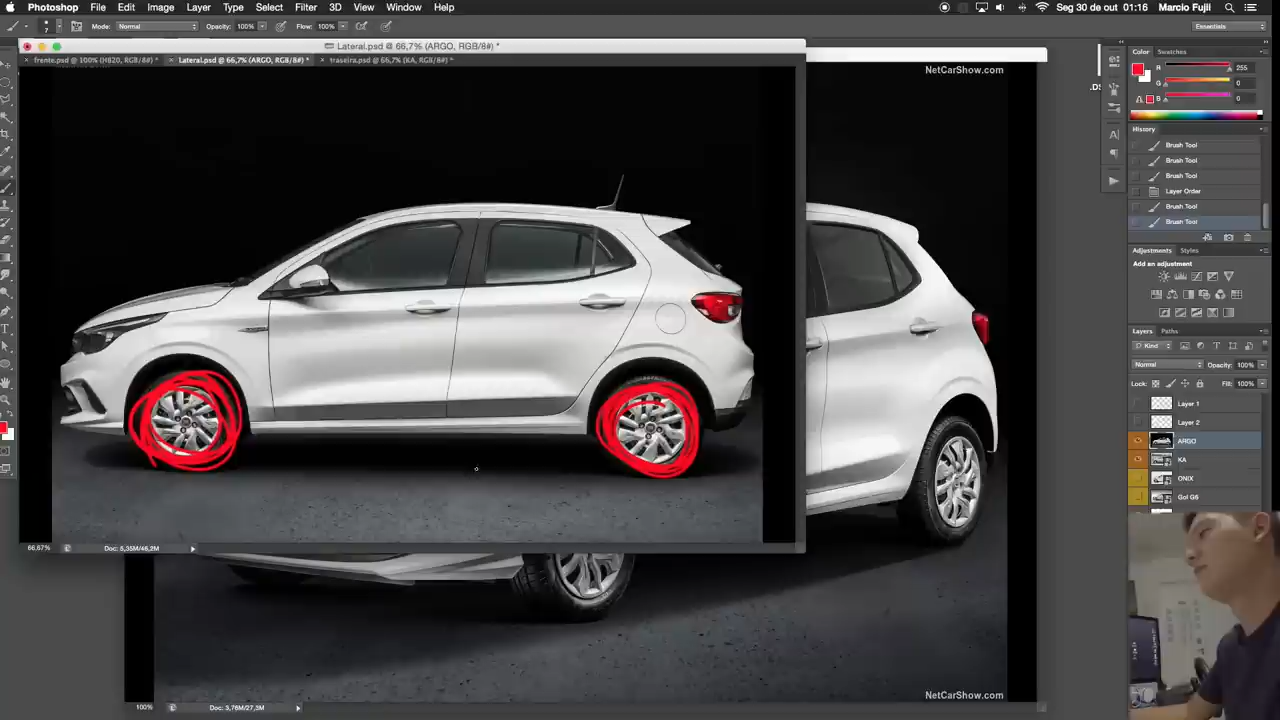 Photoshop File Edit Image Layer Type Select Filter 3D View Window Help Seg 30 de out 01:16 Marcio Fujii
7 Mode: Normal Opacity: 100% Flow: 100% Essentials
Lateral.psd @ 66,7% (ARGO, RGB/8#) *
frente.psd @ 100% (HB20, RGB/8#) *
Lateral.psd @ 66,7% (ARGO, RGB/8#) *
traseira.psd @ 66,7% (KA, RGB/8#) *
NetCarShow.com
.DS
Color Swatches
R 255
G 0
B 0
History
Brush Tool
Brush Tool
Brush Tool
Layer Order
Brush Tool
Brush Tool
Adjustments Styles
Add an adjustment
Layers Paths
Kind
Normal Opacity: 100%
Lock: Fill: 100%
Layer 1
Layer 2
ARGO
KA
ONIX
Gol G6
66,67% Doc: 5,35M/46,2M
NetCarShow.com
100% Doc: 3,76M/27,3M